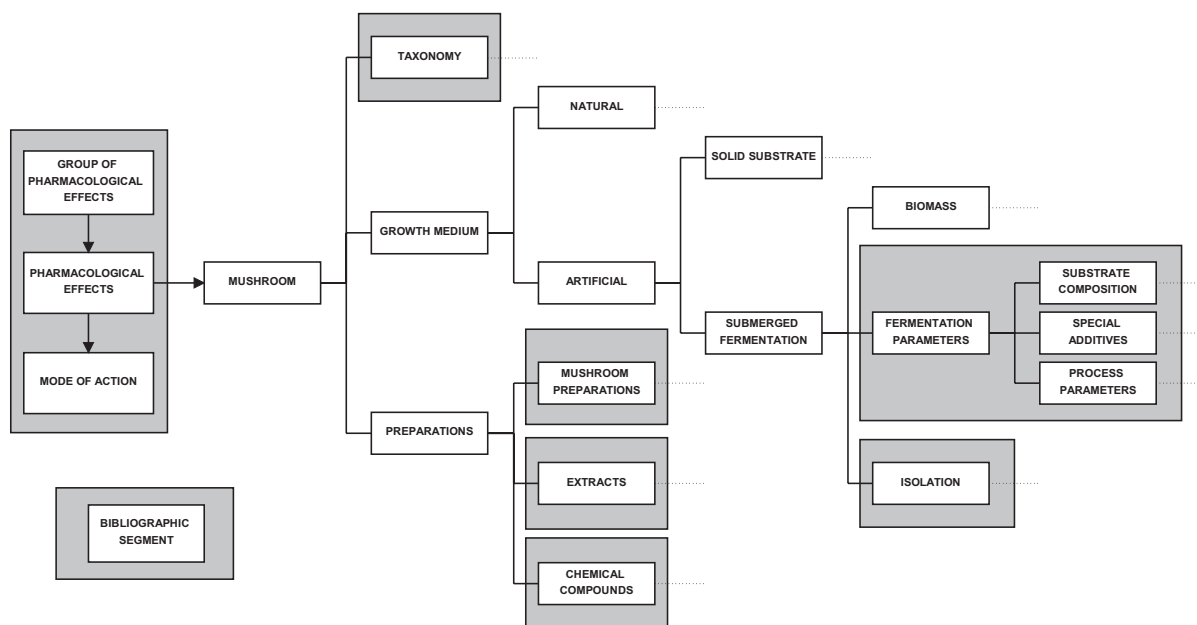 TAXONOMY
NATURAL
SOLID SUBSTRATE
GROUP OF
PHARMACOLOGICAL
EFFECTS
BIOMASS
GROWTH MEDIUM
PHARMACOLOGICAL
EFFECTS
MUSHROOM
ARTIFICIAL
SUBSTRATE
COMPOSITION
SUBMERGED
FERMENTATION
FERMENTATION
PARAMETERS
SPECIAL
ADDITIVES
MODE OF ACTION
MUSHROOM
PREPARATIONS
PROCESS
PARAMETERS
PREPARATIONS
EXTRACTS
ISOLATION
BIBLIOGRAPHIC
SEGMENT
CHEMICAL
COMPOUNDS